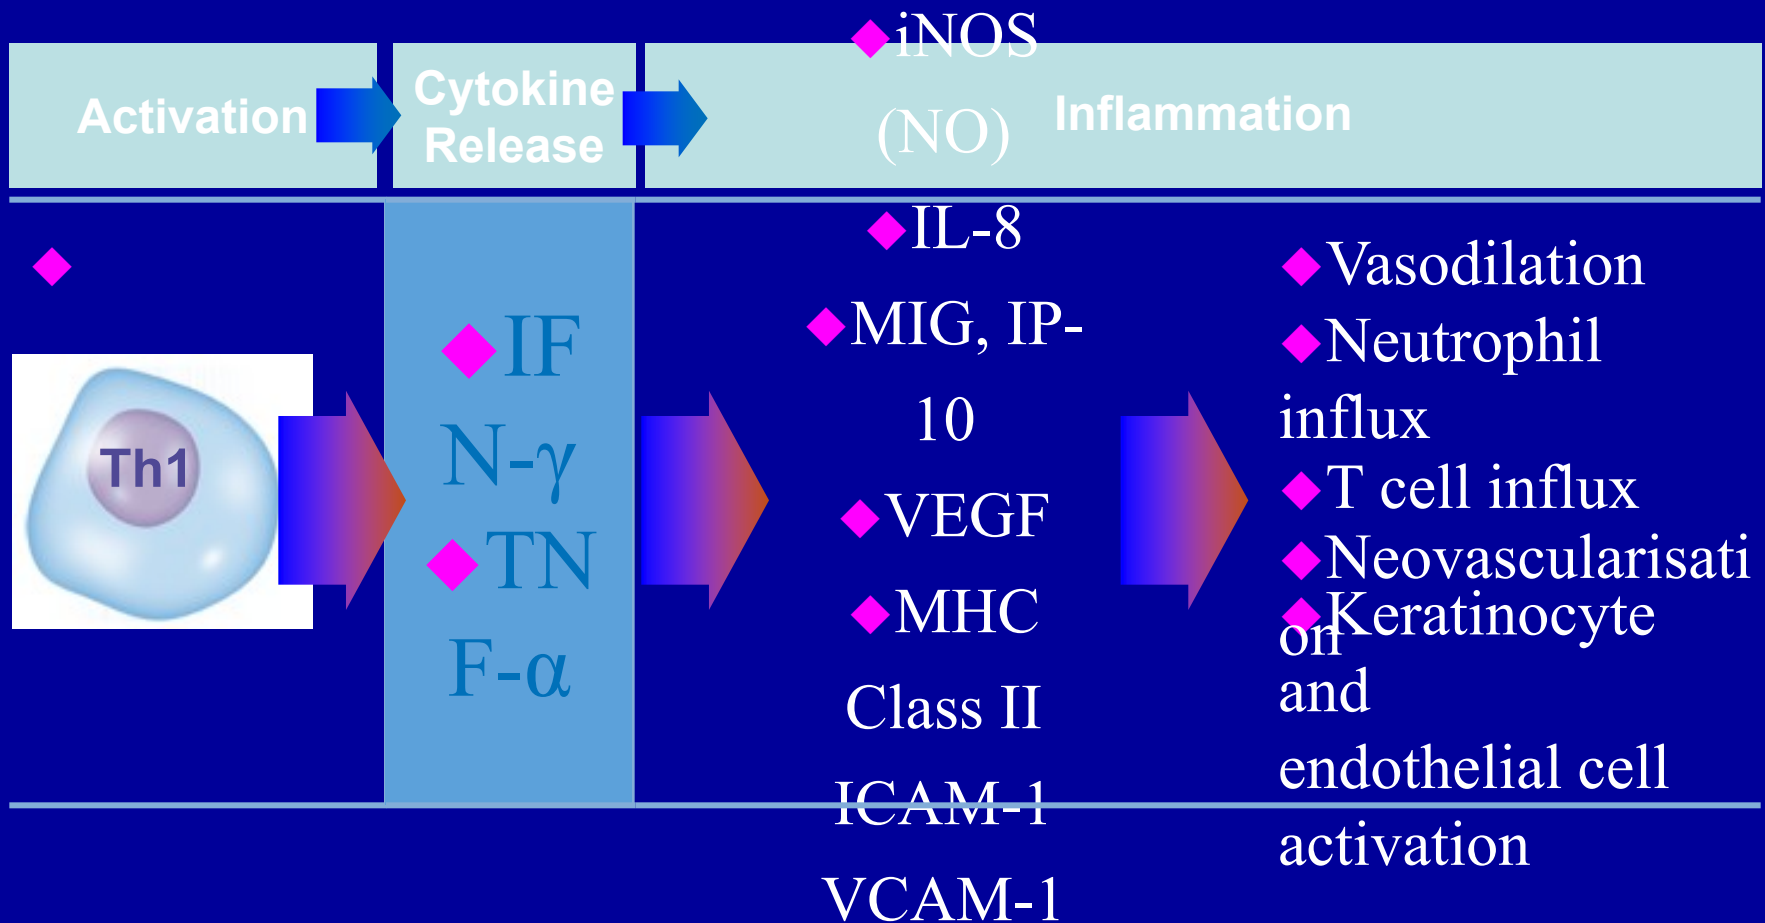 Activation
Cytokine
Release
Inflammation
Th1
IF
N-γ
TN
F-α
iNOS
(NO)
IL-8
MIG, IP-
10
VEGF
MHC
Class II
ICAM-1
VCAM-1
Vasodilation
Neutrophil
influx
T cell influx
Neovascularisati
on
Keratinocyte
and
endothelial cell
activation